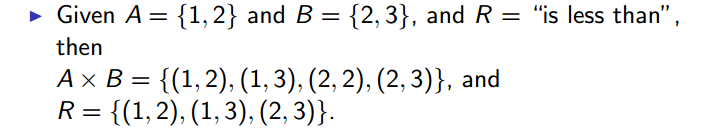 ▶ Given A = {1, 2} and B = {2, 3}, and R = “is less than”,
then
A × B = {(1, 2), (1, 3), (2, 2), (2, 3)}, and
R = {(1, 2), (1, 3), (2, 3)}.